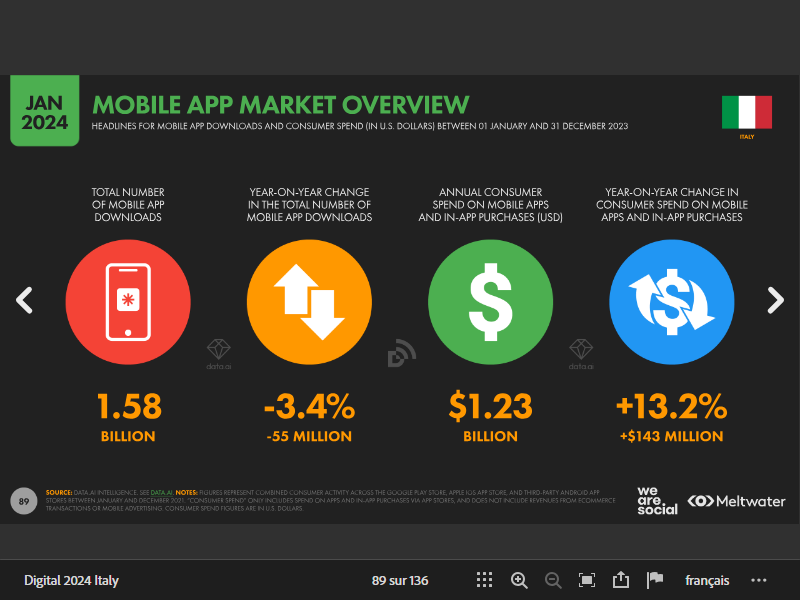 JAN
2024
MOBILE APP MARKET OVERVIEW
HEADLINES FOR MOBILE APP DOWNLOADS AND CONSUMER SPEND (IN U.S. DOLLARS) BETWEEN 01 JANUARY AND 31 DECEMBER 2023
ITALY
TOTAL NUMBER
OF MOBILE APP
DOWNLOADS
YEAR-ON-YEAR CHANGE
IN THE TOTAL NUMBER OF
MOBILE APP DOWNLOADS
ANNUAL CONSUMER
SPEND ON MOBILE APPS
AND IN-APP PURCHASES (USD)
YEAR-ON-YEAR CHANGE IN
CONSUMER SPEND ON MOBILE
APPS AND IN-APP PURCHASES
$
$
data.ai
data.ai
1.58
BILLION
-3.4%
-55 MILLION
$1.23
BILLION
+13.2%
+$143 MILLION
89
SOURCE: DATA.AI INTELLIGENCE. SEE DATA.AI. NOTES: FIGURES REPRESENT COMBINED CONSUMER ACTIVITY ACROSS THE GOOGLE PLAY STORE, APPLE IOS APP STORE, AND THIRD-PARTY ANDROID APP
STORES BETWEEN JANUARY AND DECEMBER 2021. "CONSUMER SPEND" ONLY INCLUDES SPEND ON APPS AND IN-APP PURCHASES VIA APP STORES, AND DOES NOT INCLUDE REVENUES FROM ECOMMERCE
TRANSACTIONS OR MOBILE ADVERTISING. CONSUMER SPEND FIGURES ARE IN U.S. DOLLARS.
we
are.
social
Meltwater
Digital 2024 Italy
89 sur 136
français